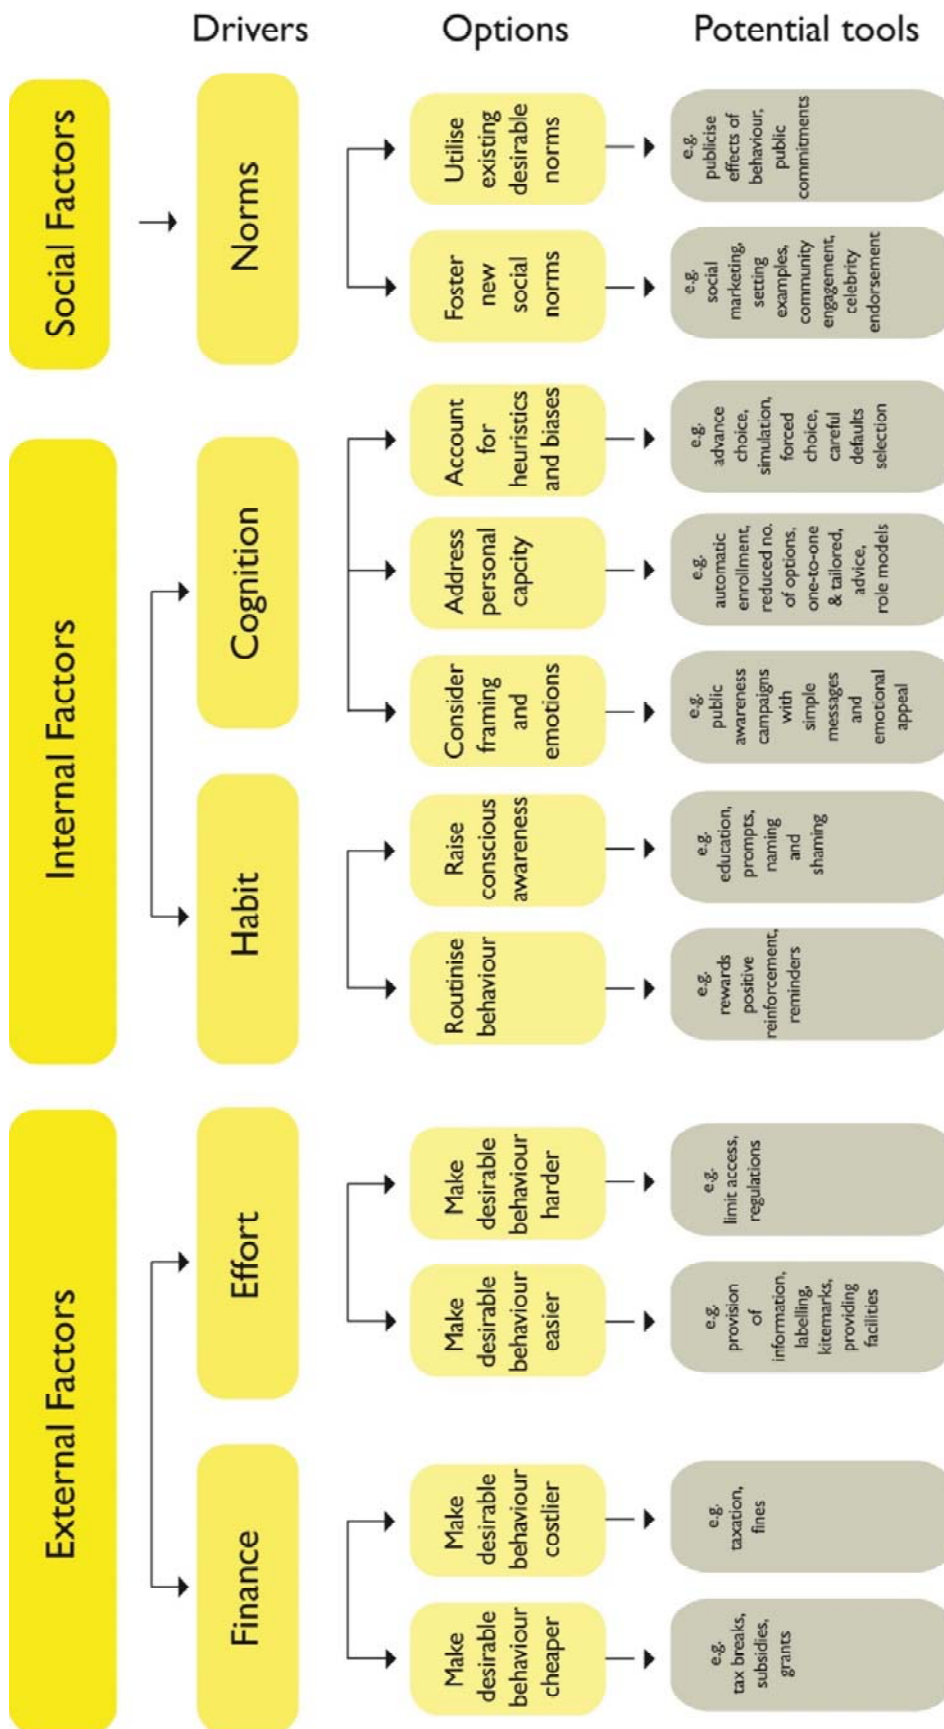 Drivers
Options
Potential tools
External Factors
Internal Factors
Social Factors
Finance
Effort
Habit
Cognition
Norms
Make
desirable
behaviour
cheaper
Make
desirable
behaviour
costlier
Make
desirable
behaviour
easier
Make
desirable
behaviour
harder
Routinise
behaviour
Raise
conscious
awareness
Consider
framing
and
emotions
Address
personal
capcity
Account
for
heuristics
and biases
Foster
new
social
norms
Utilise
existing
desirable
norms
e.g.
tax breaks,
subsidies,
grants
e.g.
taxation,
fines
e.g.
provision
of
information,
labelling,
kitemarks,
providing
facilities
e.g.
limit access,
regulations
e.g.
rewards
positive
reinforcement,
reminders
e.g.
education,
prompts,
naming
and
shaming
e.g.
public
awareness
campaigns
with
simple
messages
and
emotional
appeal
e.g.
automatic
enrollment,
reduced no.
of options,
one-to-one
& tailored,
advice,
role models
e.g.
advance
choice,
simulation,
forced
choice,
careful
defaults
selection
e.g.
social
marketing,
setting
examples,
community
engagement,
celebrity
endorsement
e.g.
publicise
effects of
behaviour,
public
commitments